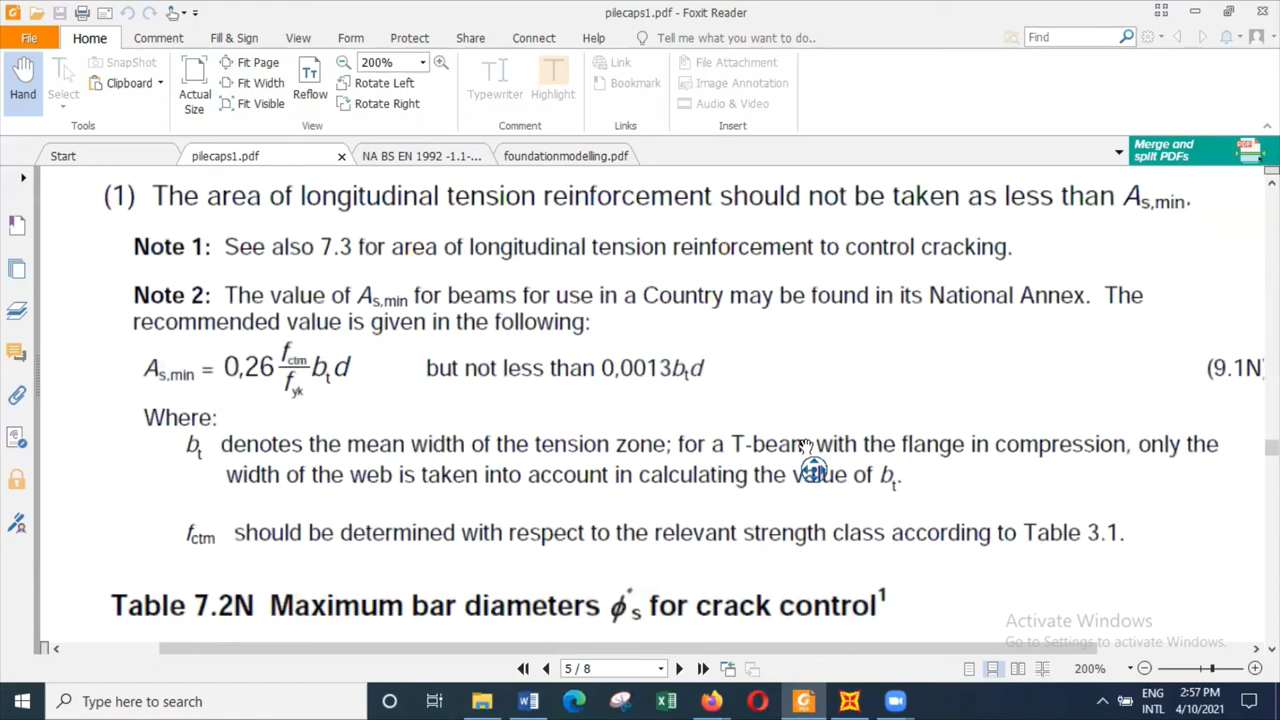 pilecaps1.pdf - Foxit Reader
File Home Comment Fill & Sign View Form Protect Share Connect Help Tell me what you want to do.. Find
Hand
Select
SnapShot
Clipboard
Tools
Actual Size
Fit Page
Fit Width
Fit Visible
Reflow
200%
Rotate Left
Rotate Right
View
Typewriter
Highlight
Comment
Link
Bookmark
Links
File Attachment
Image Annotation
Audio & Video
Insert
Start pilecaps1.pdf NA BS EN 1992 -1.1-... foundationmodelling.pdf
Merge and
split PDFs
(1) The area of longitudinal tension reinforcement should not be taken as less than As,min.
Note 1: See also 7.3 for area of longitudinal tension reinforcement to control cracking.
Note 2: The value of As,min for beams for use in a Country may be found in its National Annex. The
recommended value is given in the following:
As,min = 0,26 fctm/fyk btd but not less than 0,0013btd (9.1N)
Where:
bt denotes the mean width of the tension zone; for a T-beam with the flange in compression, only the
width of the web is taken into account in calculating the value of bt.
fctm should be determined with respect to the relevant strength class according to Table 3.1.
Table 7.2N Maximum bar diameters ϕ*s for crack control1
Activate Windows
Go to Settings to activate Windows.
5 / 8 200%
Type here to search
ENG
INTL
2:57 PM
4/10/2021